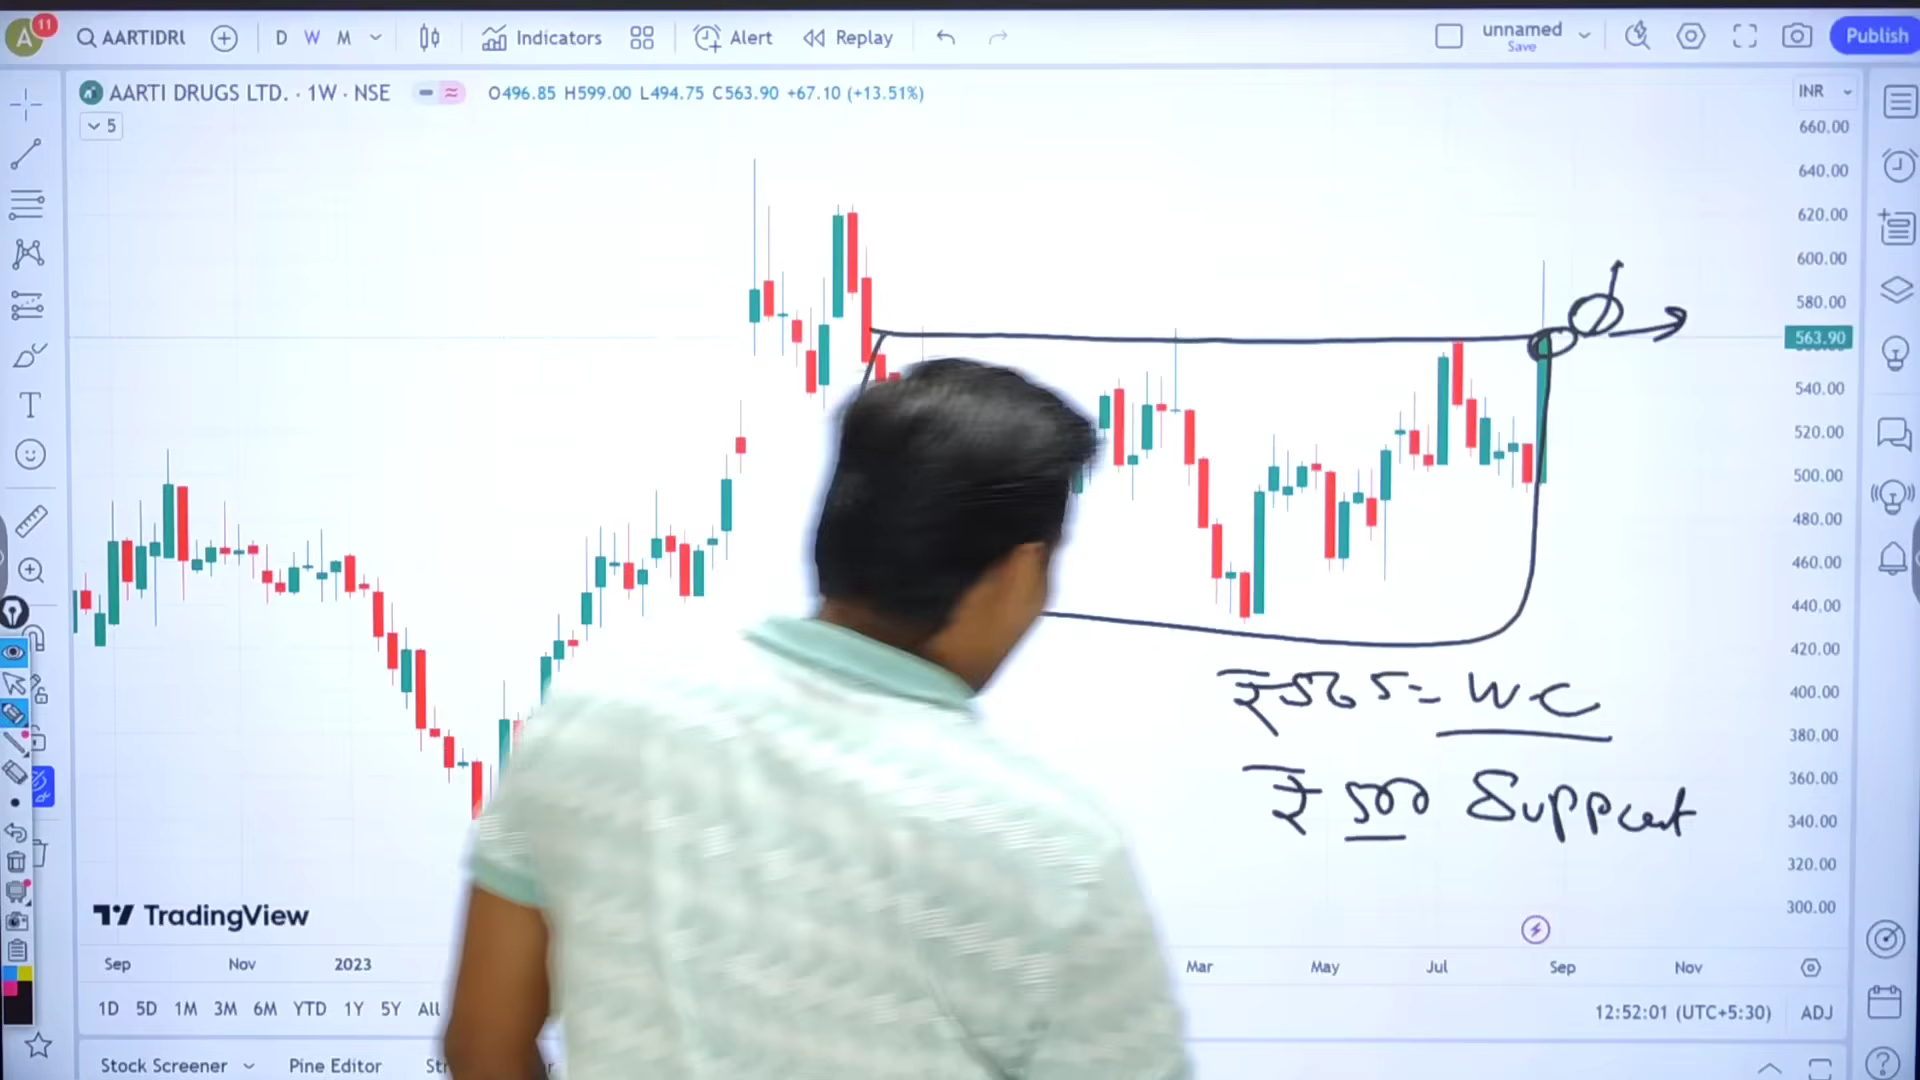 A 11 AARTIDRU D W M Indicators Alert Replay unnamed Save Publish
AARTI DRUGS LTD. · 1W · NSE O496.85 H599.00 L494.75 C563.90 +67.10 (+13.51%) INR
5
660.00
640.00
620.00
600.00
580.00
563.90
540.00
520.00
500.00
480.00
460.00
440.00
420.00
400.00
380.00
360.00
340.00
320.00
300.00
₹565 = WC
₹500 Support
TradingView
Sep Nov 2023 Mar May Jul Sep Nov
1D 5D 1M 3M 6M YTD 1Y 5Y All 12:52:01 (UTC+5:30) ADJ
Stock Screener Pine Editor